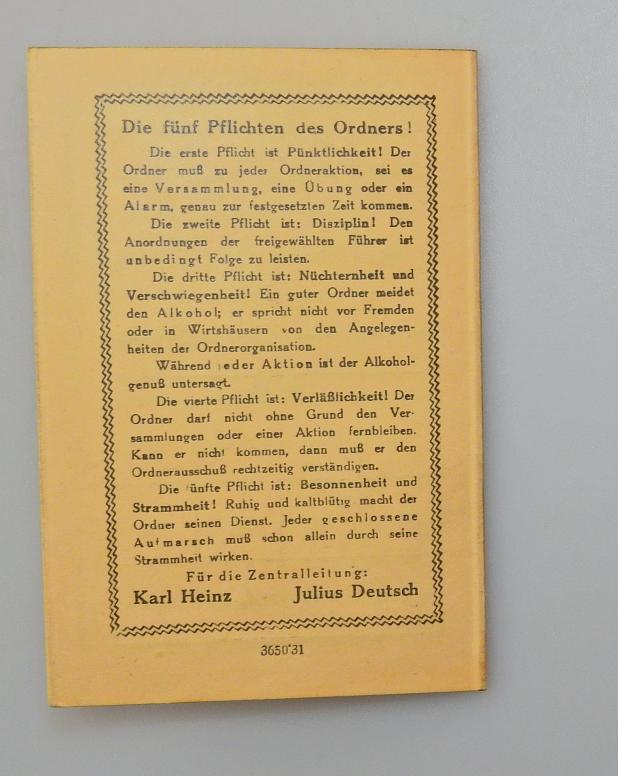 Die fünf Pflichten des Ordners!
Die erste Pflicht ist Pünktlichkeit! Der
Ordner muß zu jeder Ordneraktion, sei es
eine Versammlung, eine Übung oder ein
Alarm, genau zur festgesetzten Zeit kommen.
Die zweite Pflicht ist: Disziplin! Den
Anordnungen der freigewählten Führer ist
unbedingt Folge zu leisten.
Die dritte Pflicht ist: Nüchternheit und
Verschwiegenheit! Ein guter Ordner meidet
den Alkohol; er spricht nicht vor Fremden
oder in Wirtshäusern von den Angelegen-
heiten der Ordnerorganisation.
Während jeder Aktion ist der Alkohol-
genuß untersagt.
Die vierte Pflicht ist: Verläßlichkeit! Der
Ordner darf nicht ohne Grund den Ver-
sammlungen oder einer Aktion fernbleiben.
Kann er nicht kommen, dann muß er den
Ordnerausschuß rechtzeitig verständigen.
Die fünfte Pflicht ist: Besonnenheit und
Strammheit! Ruhig und kaltblütig macht der
Ordner seinen Dienst. Jeder geschlossene
Aufmarsch muß schon allein durch seine
Strammheit wirken.
Für die Zentralleitung:
Karl Heinz Julius Deutsch
3650'31